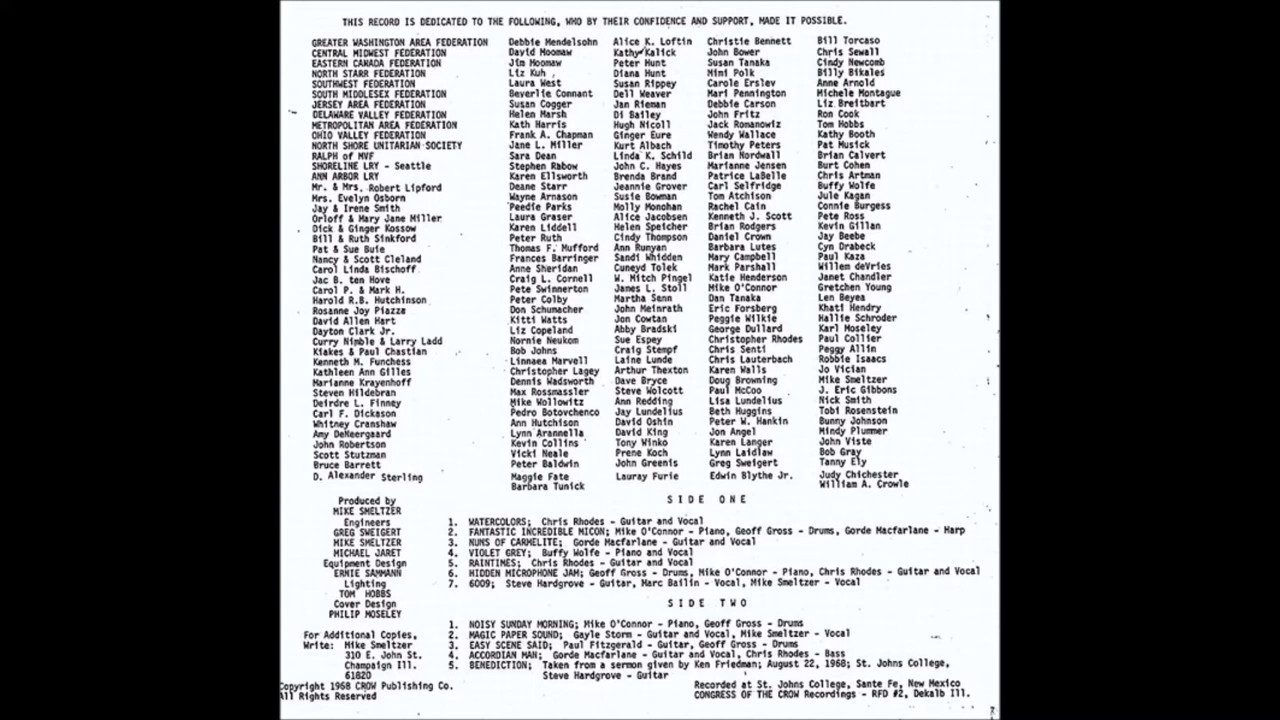 THIS RECORD IS DEDICATED TO THE FOLLOWING, WHO BY THEIR CONFIDENCE AND SUPPORT, MADE IT POSSIBLE.
GREATER WASHINGTON AREA FEDERATION
CENTRAL MIDWEST FEDERATION
EASTERN CANADA FEDERATION
NORTH STARR FEDERATION
SOUTHWEST FEDERATION
SOUTH MIDDLESEX FEDERATION
JERSEY AREA FEDERATION
DELAWARE VALLEY FEDERATION
METROPOLITAN AREA FEDERATION
OHIO VALLEY FEDERATION
NORTH SHORE UNITARIAN SOCIETY
RALPH of MVF
SHORELINE LRY - Seattle
ANN ARBOR LRY
Mr. & Mrs. Robert Lipford
Mrs. Evelyn Osborn
Jay & Irene Smith
Orloff & Mary Jane Miller
Dick & Ginger Kossow
Bill & Ruth Sinkford
Pat & Sue Buie
Nancy & Scott Cleland
Carol Linda Bischoff
Jac B. ten Hove
Carol P. & Mark H.
Harold R.B. Hutchinson
Rosanne Joy Piazza
David Allen Hart
Dayton Clark Jr.
Curry Nimble & Larry Ladd
Kiakes & Paul Chastian
Kenneth M. Funchess
Kathleen Ann Gilles
Marianne Krayenhoff
Steven Hildebran
Deirdre L. Finney
Carl F. Dickason
Whitney Cranshaw
Amy DeNeergaard
John Robertson
Scott Stutzman
Bruce Barrett
D. Alexander Sterling
Debbie Mendelsohn
David Moomaw
Jim Moomaw
Liz Kuh
Laura West
Beverlie Connant
Susan Cogger
Helen Marsh
Kath Harris
Frank A. Chapman
Jane L. Miller
Sara Dean
Stephen Rabow
Karen Ellsworth
Deane Starr
Wayne Arnason
Peedie Parks
Laura Graser
Karen Liddell
Peter Ruth
Thomas F. Mufford
Frances Barringer
Anne Sheridan
Craig L. Cornell
Pete Swinnerton
Peter Colby
Don Schumacher
Kitti Watts
Liz Copeland
Nornie Neukom
Bob Johns
Linnaea Marvell
Christopher Lagey
Dennis Wadsworth
Max Rossmassler
Mike Wollowitz
Pedro Botovchenco
Ann Hutchison
Lynn Arannella
Kevin Collins
Vicki Neale
Peter Baldwin
Maggie Fate
Barbara Tunick
Alice K. Loftin
Kathy Kalick
Peter Hunt
Diana Hunt
Susan Rippey
Dell Weaver
Jan Rieman
Di Bailey
Hugh Nicoll
Ginger Eure
Kurt Albach
Linda K. Schild
John C. Hayes
Brenda Brand
Jeannie Grover
Susie Bowman
Molly Monohan
Alice Jacobsen
Helen Speicher
Cindy Thompson
Ann Runyan
Sandi Whidden
Cuneyd Tolek
W. Mitch Pingel
James L. Stoll
Martha Senn
John Meinrath
Jon Cowtan
Abby Bradski
Sue Espey
Craig Stempf
Laine Lunde
Arthur Thexton
Dave Bryce
Steve Wolcott
Ann Redding
Jay Lundelius
David Oshin
David King
Tony Winko
Prene Koch
John Greenis
Lauray Furie
Christie Bennett
John Bower
Susan Tanaka
Mimi Polk
Carole Erslev
Mari Pennington
Debbie Carson
John Fritz
Jack Romanowiz
Wendy Wallace
Timothy Peters
Brian Nordwall
Marianne Jensen
Patrice LaBelle
Carl Selfridge
Tom Atchison
Rachel Cain
Kenneth J. Scott
Brian Rodgers
Daniel Crown
Barbara Lutes
Mary Campbell
Mark Parshall
Katie Henderson
Mike O'Connor
Dan Tanaka
Eric Forsberg
Peggie Wilkie
George Dullard
Christopher Rhodes
Chris Senti
Chris Lauterbach
Karen Walls
Doug Browning
Paul McCoo
Lisa Lundelius
Beth Huggins
Peter W. Hankin
Jon Angel
Karen Langer
Lynn Laidlaw
Greg Sweigert
Edwin Blythe Jr.
Bill Torcaso
Chris Sewall
Cindy Newcomb
Billy Bikales
Anne Arnold
Michele Montague
Liz Breitbart
Ron Cook
Tom Hobbs
Kathy Booth
Pat Musick
Brian Calvert
Burt Cohen
Chris Artman
Buffy Wolfe
Jule Kagan
Connie Burgess
Pete Ross
Kevin Gillan
Jay Beebe
Cyn Drabeck
Paul Kaza
Willem deVries
Janet Chandler
Gretchen Young
Len Beyea
Khati Hendry
Hallie Schroder
Karl Moseley
Paul Collier
Peggy Allin
Robbie Isaacs
Jo Vician
Mike Smeltzer
J. Eric Gibbons
Nick Smith
Tobi Rosenstein
Bunny Johnson
Mindy Plummer
John Viste
Bob Gray
Tanny Ely
Judy Chichester
William A. Crowle
Produced by
MIKE SMELTZER
Engineers
GREG SWEIGERT
MIKE SMELTZER
MICHAEL JARET
Equipment Design
ERNIE SAMMANN
Lighting
TOM HOBBS
Cover Design
PHILIP MOSELEY
For Additional Copies,
Write: Mike Smeltzer
310 E. John St.
Champaign Ill.
61820
Copyright 1968 CROW Publishing Co.
All Rights Reserved
SIDE ONE
1. WATERCOLORS; Chris Rhodes - Guitar and Vocal
2. FANTASTIC INCREDIBLE MICON; Mike O'Connor - Piano, Geoff Gross - Drums, Gorde Macfarlane - Harp
3. NUNS OF CARMELITE; Gorde Macfarlane - Guitar and Vocal
4. VIOLET GREY; Buffy Wolfe - Piano and Vocal
5. RAINTIMES; Chris Rhodes - Guitar and Vocal
6. HIDDEN MICROPHONE JAM; Geoff Gross - Drums, Mike O'Connor - Piano, Chris Rhodes - Guitar and Vocal
7. 6009; Steve Hardgrove - Guitar, Marc Bailin - Vocal, Mike Smeltzer - Vocal
SIDE TWO
1. NOISY SUNDAY MORNING; Mike O'Connor - Piano, Geoff Gross - Drums
2. MAGIC PAPER SOUND; Gayle Storm - Guitar and Vocal, Mike Smeltzer - Vocal
3. EASY SCENE SAID; Paul Fitzgerald - Guitar, Geoff Gross - Drums
4. ACCORDIAN MAN; Gorde Macfarlane - Guitar and Vocal, Chris Rhodes - Bass
5. BENEDICTION; Taken from a sermon given by Ken Friedman; August 22, 1968; St. Johns College,
Steve Hardgrove - Guitar
Recorded at St. Johns College, Sante Fe, New Mexico
CONGRESS OF THE CROW Recordings - RFD #2, Dekalb Ill.